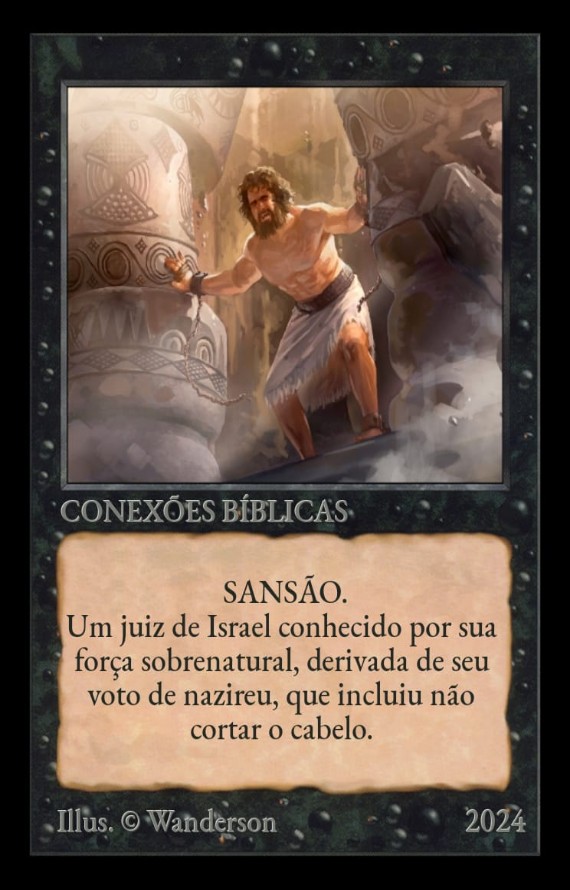 CONEXÕES BÍBLICAS
SANSÃO.
Um juiz de Israel conhecido por sua
força sobrenatural, derivada de seu
voto de nazireu, que incluiu não
cortar o cabelo.
Illus. © Wanderson
2024